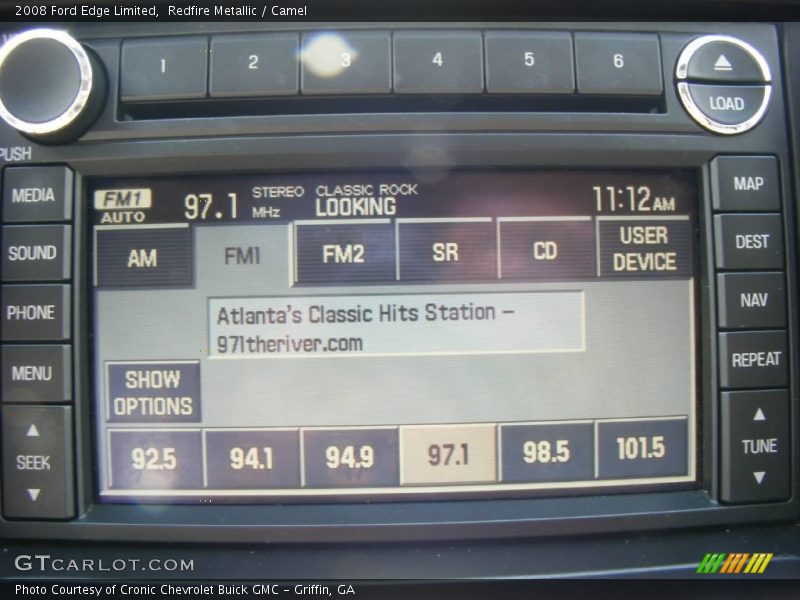 2008 Ford Edge Limited, Redfire Metallic / Camel
1 2 3 4 5 6
LOAD
PUSH
MEDIA
SOUND
PHONE
MENU
SEEK
FM1
AUTO
97.1 MHz
STEREO CLASSIC ROCK
LOOKING
11:12AM
AM FM1 FM2 SR CD USER DEVICE
Atlanta's Classic Hits Station -
971theriver.com
SHOW
OPTIONS
92.5 94.1 94.9 97.1 98.5 101.5
MAP
DEST
NAV
REPEAT
TUNE
GTCARLOT.COM
Photo Courtesy of Cronic Chevrolet Buick GMC - Griffin, GA